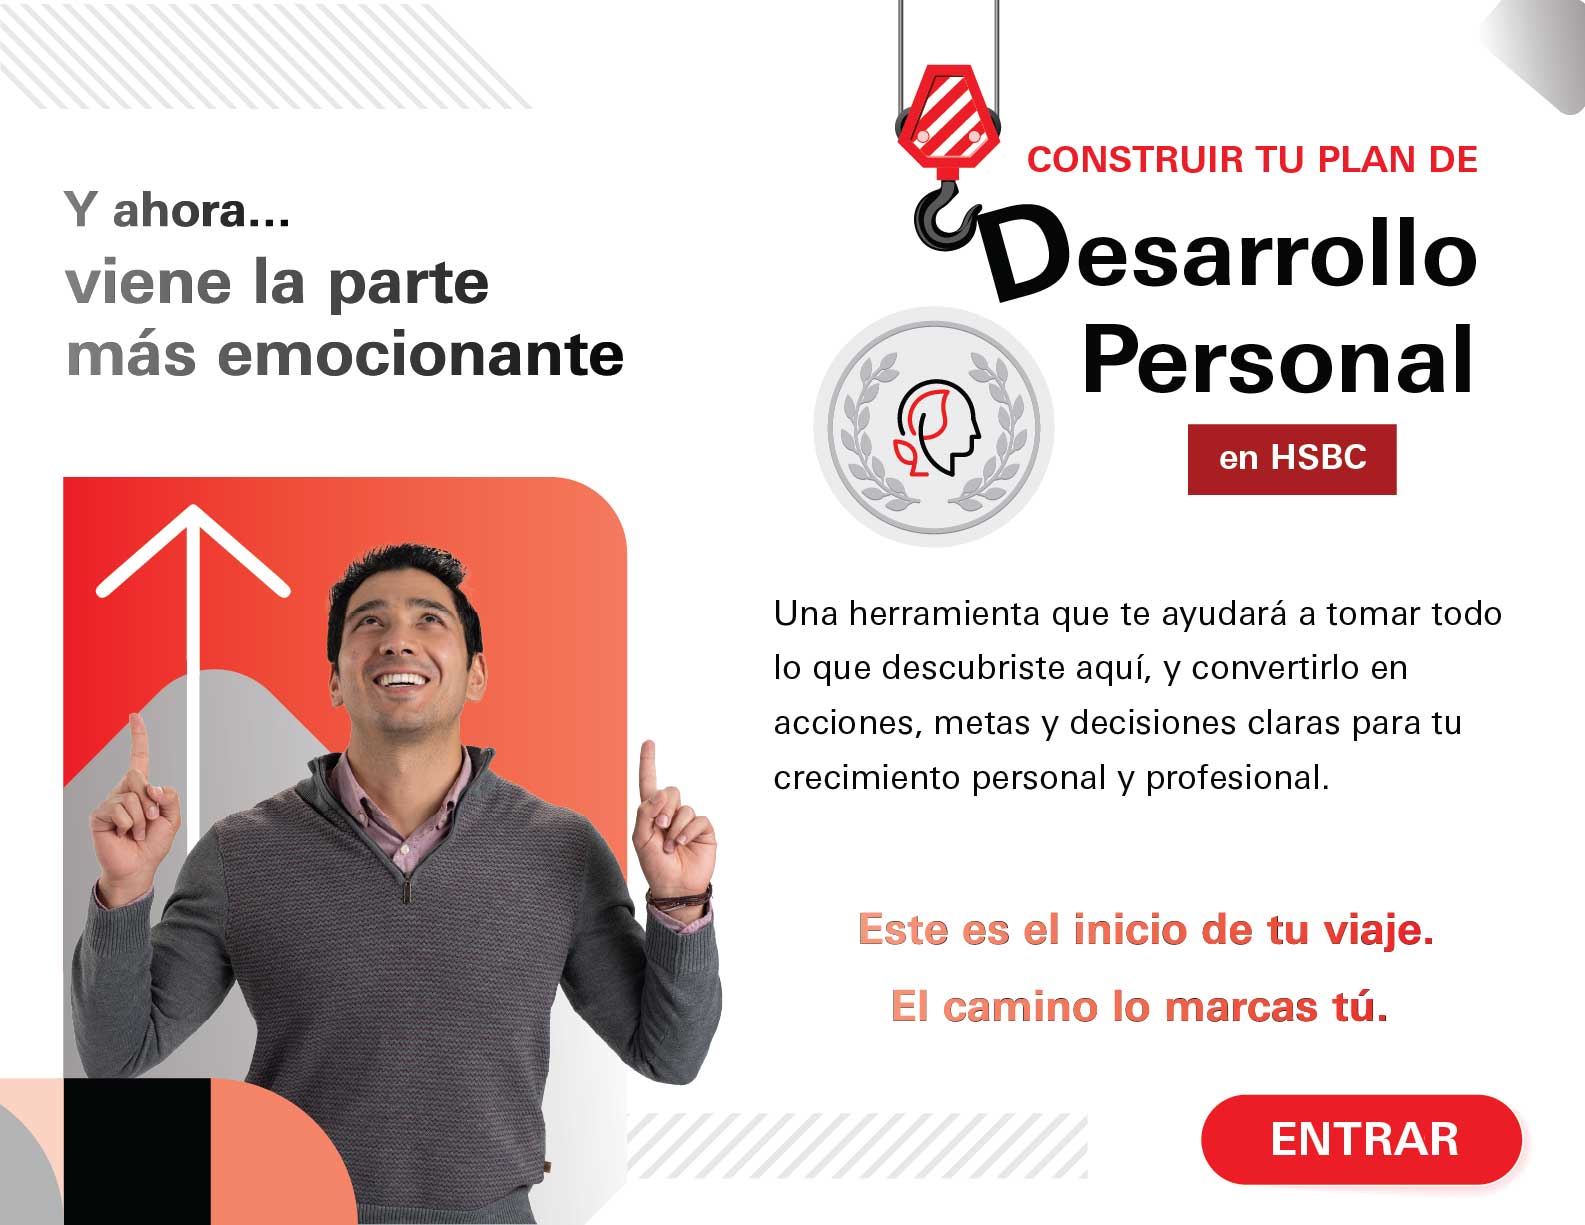 Y ahora...
viene la parte
más emocionante
CONSTRUIR TU PLAN DE
Desarrollo
Personal
en HSBC
Una herramienta que te ayudará a tomar todo
lo que descubriste aquí, y convertirlo en
acciones, metas y decisiones claras para tu
crecimiento personal y profesional.
Este es el inicio de tu viaje.
El camino lo marcas tú.
ENTRAR